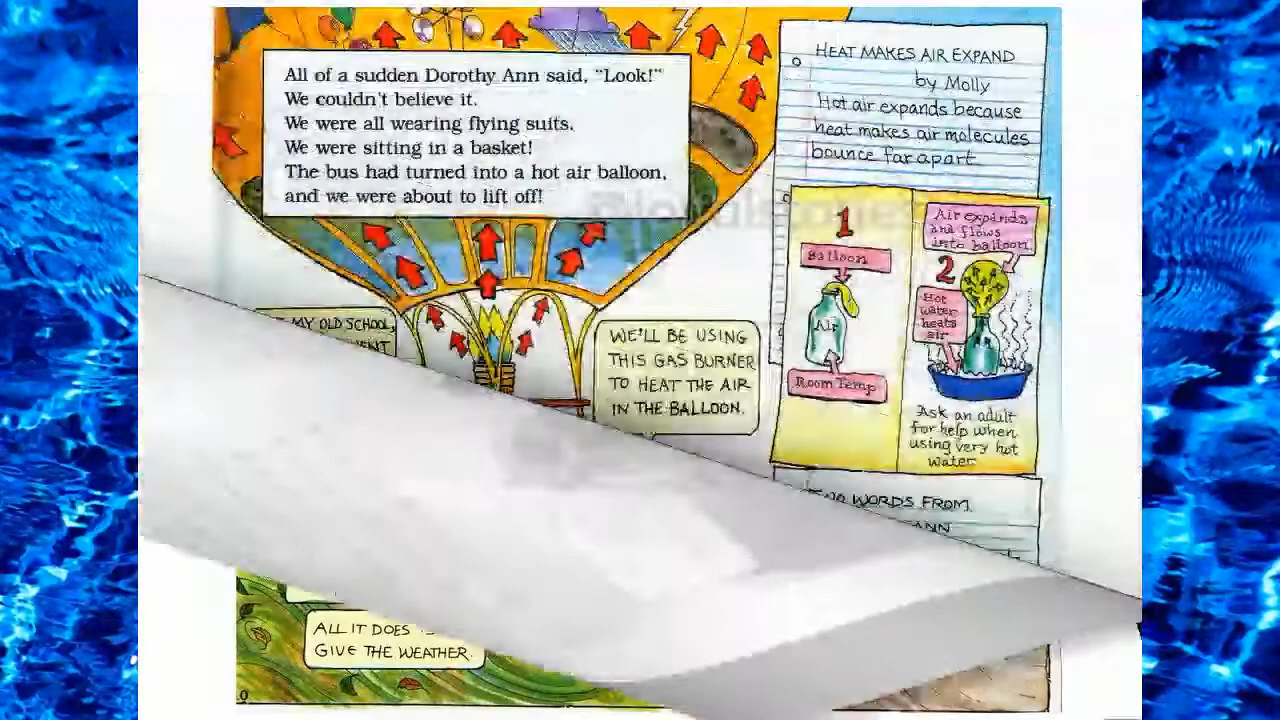 All of a sudden Dorothy Ann said, "Look!"
We couldn't believe it.
We were all wearing flying suits.
We were sitting in a basket!
The bus had turned into a hot air balloon,
and we were about to lift off!
HEAT MAKES AIR EXPAND
by Molly
Hot air expands because
heat makes air molecules
bounce far apart
1
Balloon
Air
Room Temp
Air expands
and flows
into balloon
2
Hot
water
heats
air
Ask an adult
for help when
using very hot
water
MY OLD SCHOOL,
WE'LL BE USING
THIS GAS BURNER
TO HEAT THE AIR
IN THE BALLOON.
WORDS FROM
ANN
ALL IT DOES
GIVE THE WEATHER.